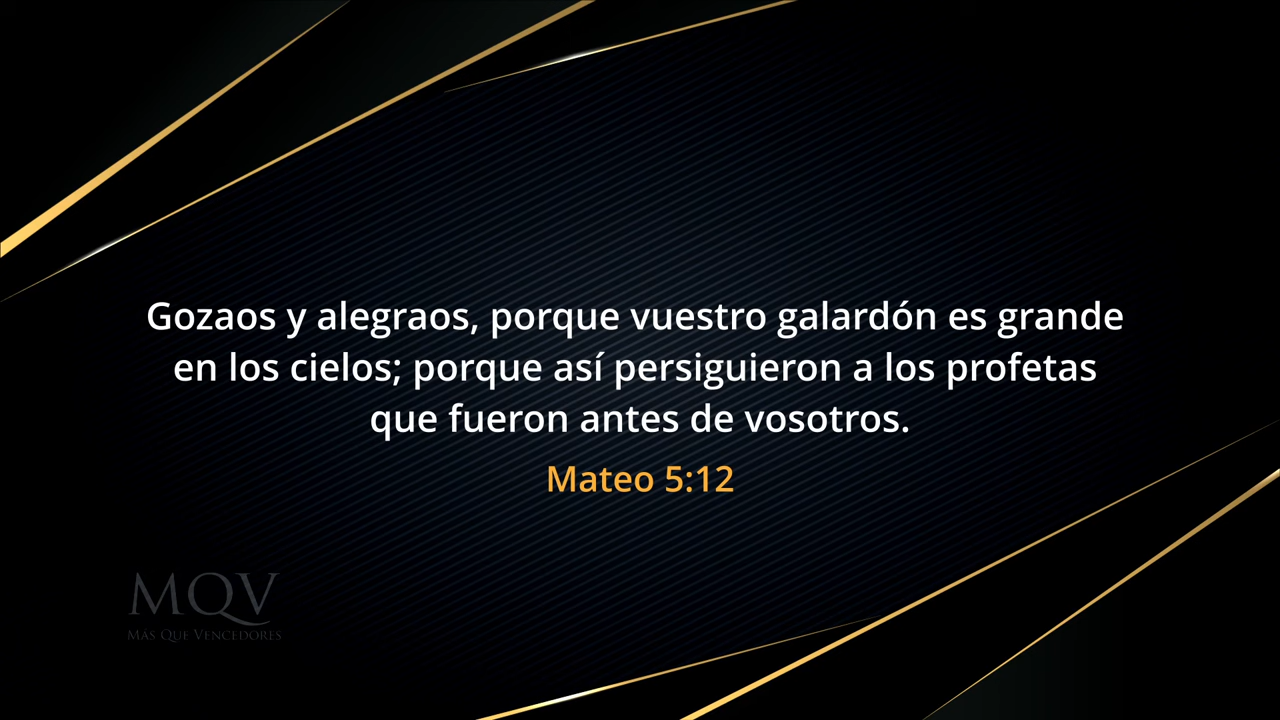 Gozaos y alegraos, porque vuestro galardón es grande
en los cielos; porque así persiguieron a los profetas
que fueron antes de vosotros.
Mateo 5:12
MQV
Más Que Vencedores